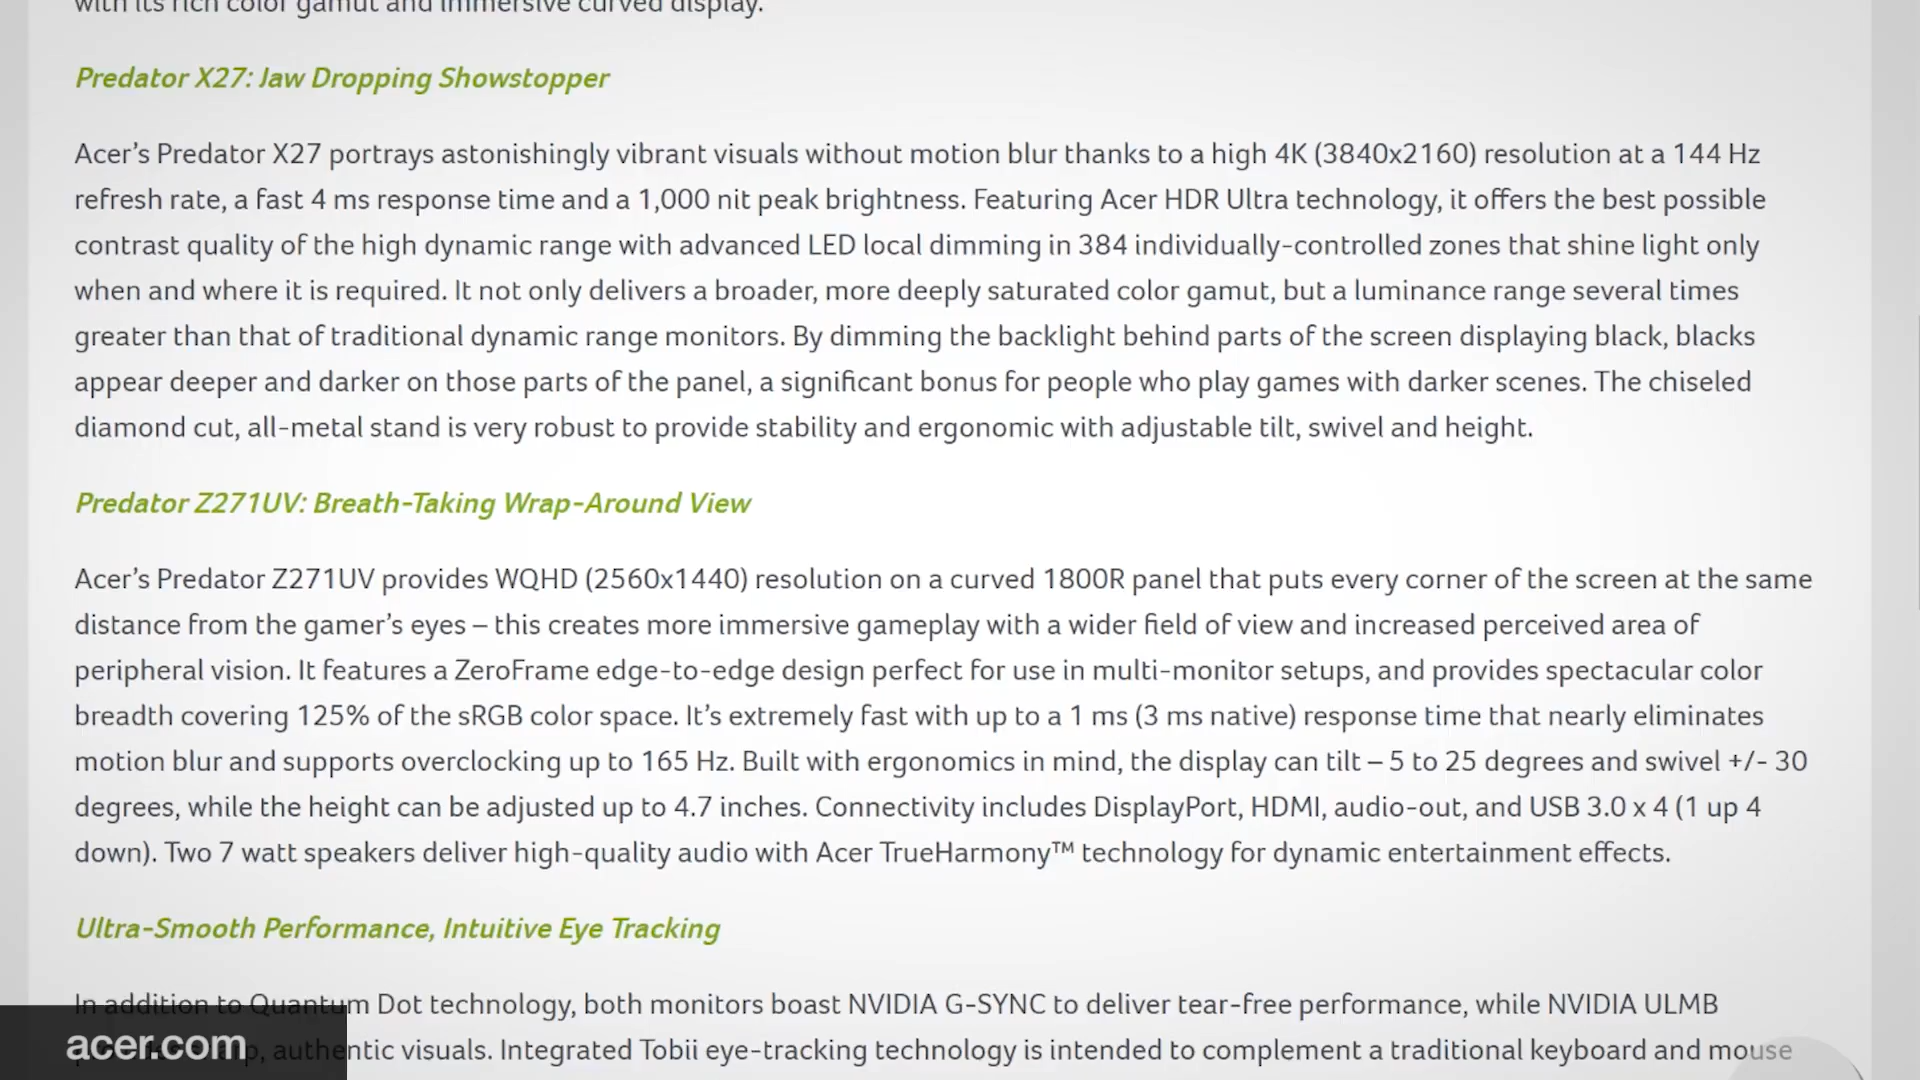 with its rich color gamut and immersive curved display.
Predator X27: Jaw Dropping Showstopper
Acer’s Predator X27 portrays astonishingly vibrant visuals without motion blur thanks to a high 4K (3840x2160) resolution at a 144 Hz
refresh rate, a fast 4 ms response time and a 1,000 nit peak brightness. Featuring Acer HDR Ultra technology, it offers the best possible
contrast quality of the high dynamic range with advanced LED local dimming in 384 individually-controlled zones that shine light only
when and where it is required. It not only delivers a broader, more deeply saturated color gamut, but a luminance range several times
greater than that of traditional dynamic range monitors. By dimming the backlight behind parts of the screen displaying black, blacks
appear deeper and darker on those parts of the panel, a significant bonus for people who play games with darker scenes. The chiseled
diamond cut, all-metal stand is very robust to provide stability and ergonomic with adjustable tilt, swivel and height.
Predator Z271UV: Breath-Taking Wrap-Around View
Acer’s Predator Z271UV provides WQHD (2560x1440) resolution on a curved 1800R panel that puts every corner of the screen at the same
distance from the gamer’s eyes – this creates more immersive gameplay with a wider field of view and increased perceived area of
peripheral vision. It features a ZeroFrame edge-to-edge design perfect for use in multi-monitor setups, and provides spectacular color
breadth covering 125% of the sRGB color space. It’s extremely fast with up to a 1 ms (3 ms native) response time that nearly eliminates
motion blur and supports overclocking up to 165 Hz. Built with ergonomics in mind, the display can tilt – 5 to 25 degrees and swivel +/- 30
degrees, while the height can be adjusted up to 4.7 inches. Connectivity includes DisplayPort, HDMI, audio-out, and USB 3.0 x 4 (1 up 4
down). Two 7 watt speakers deliver high-quality audio with Acer TrueHarmony™ technology for dynamic entertainment effects.
Ultra-Smooth Performance, Intuitive Eye Tracking
In addition to Quantum Dot technology, both monitors boast NVIDIA G-SYNC to deliver tear-free performance, while NVIDIA ULMB
authentic visuals. Integrated Tobii eye-tracking technology is intended to complement a traditional keyboard and mouse
acer.com